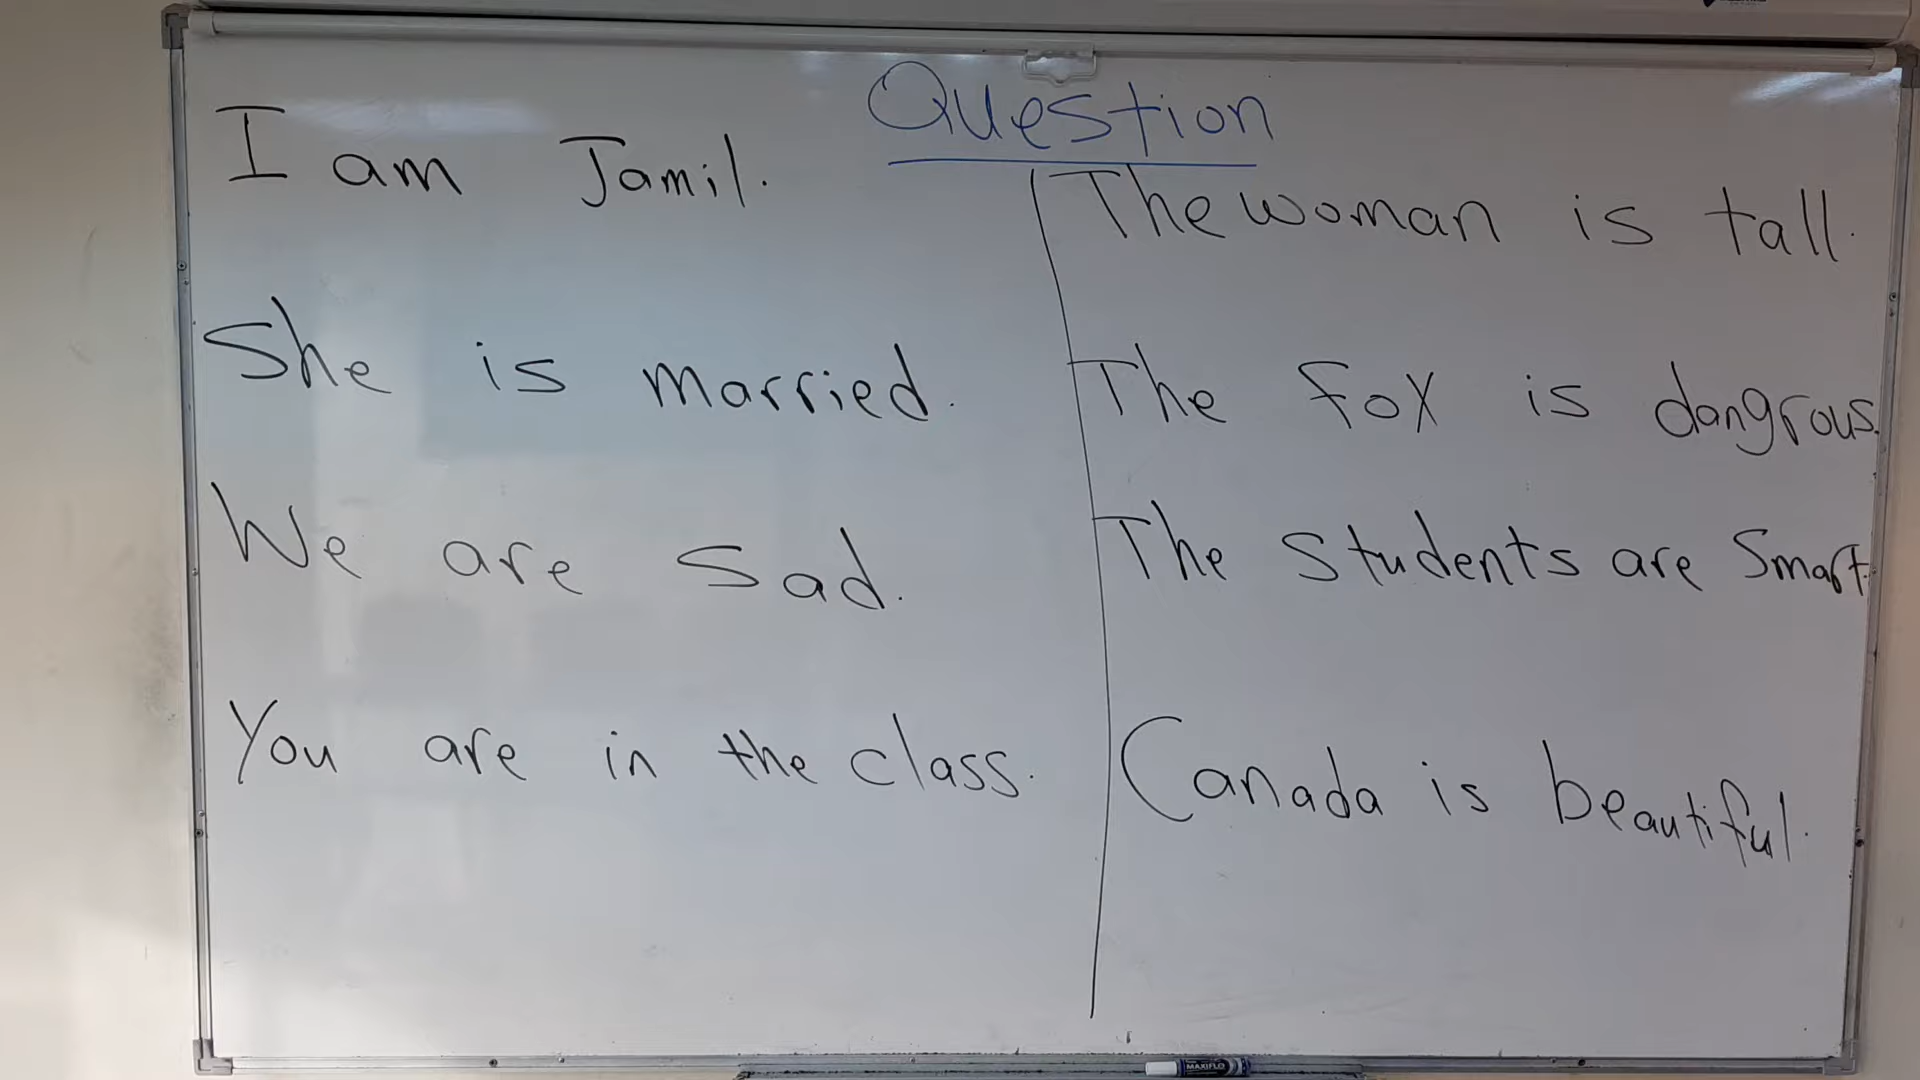 Question
I am Jamil.
She is married.
We are sad.
You are in the class.
The woman is tall.
The fox is dangrous.
The students are smart.
Canada is beautiful.
MAXIFLO